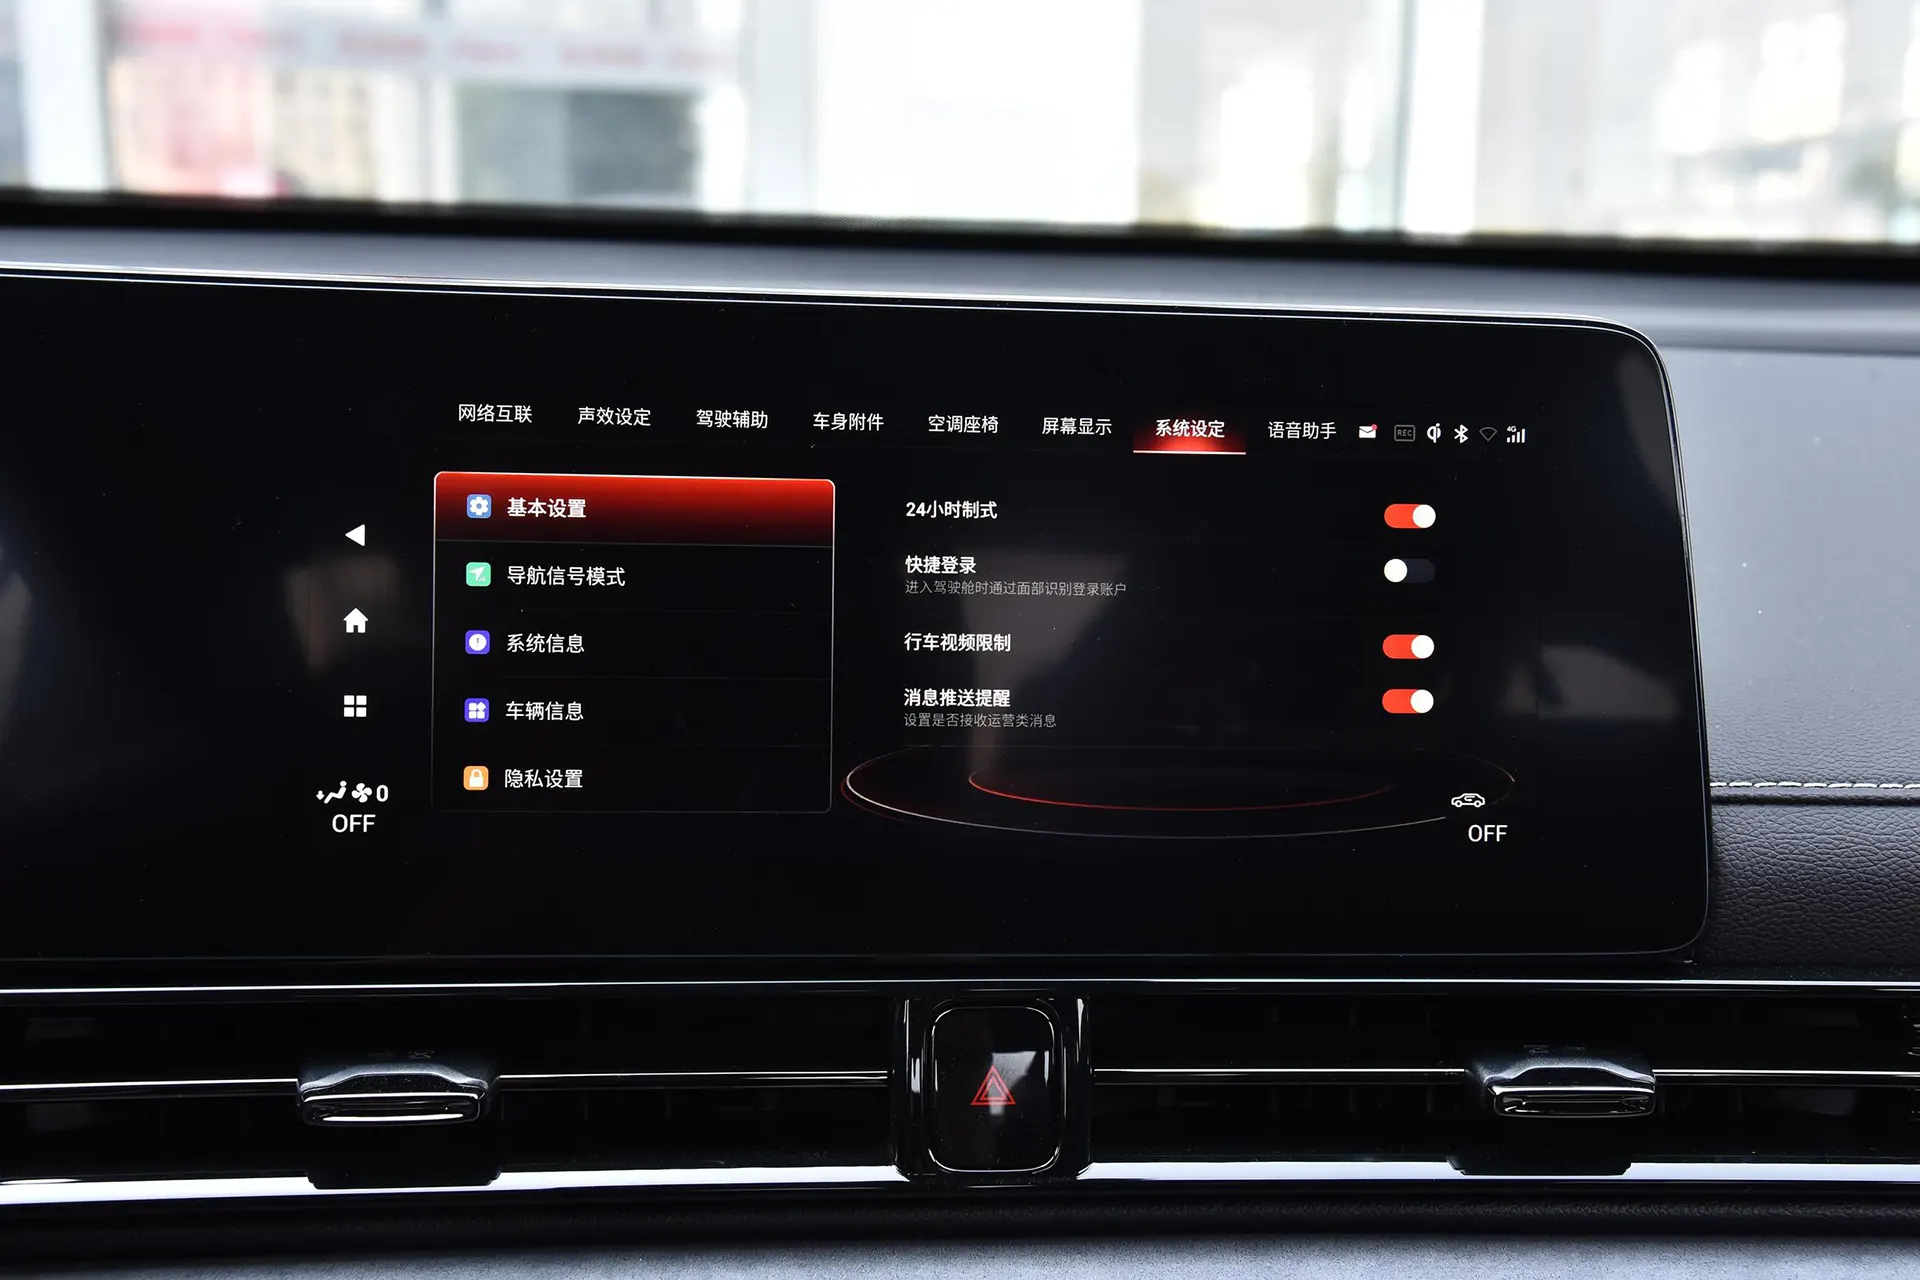 网络互联 声效设定 驾驶辅助 车身附件 空调座椅 屏幕显示 系统设定 语音助手 REC 4G
基本设置
导航信号模式
系统信息
车辆信息
隐私设置
24小时制式
快捷登录
进入驾驶舱时通过面部识别登录账户
行车视频限制
消息推送提醒
设置是否接收运营类消息
0
OFF
OFF